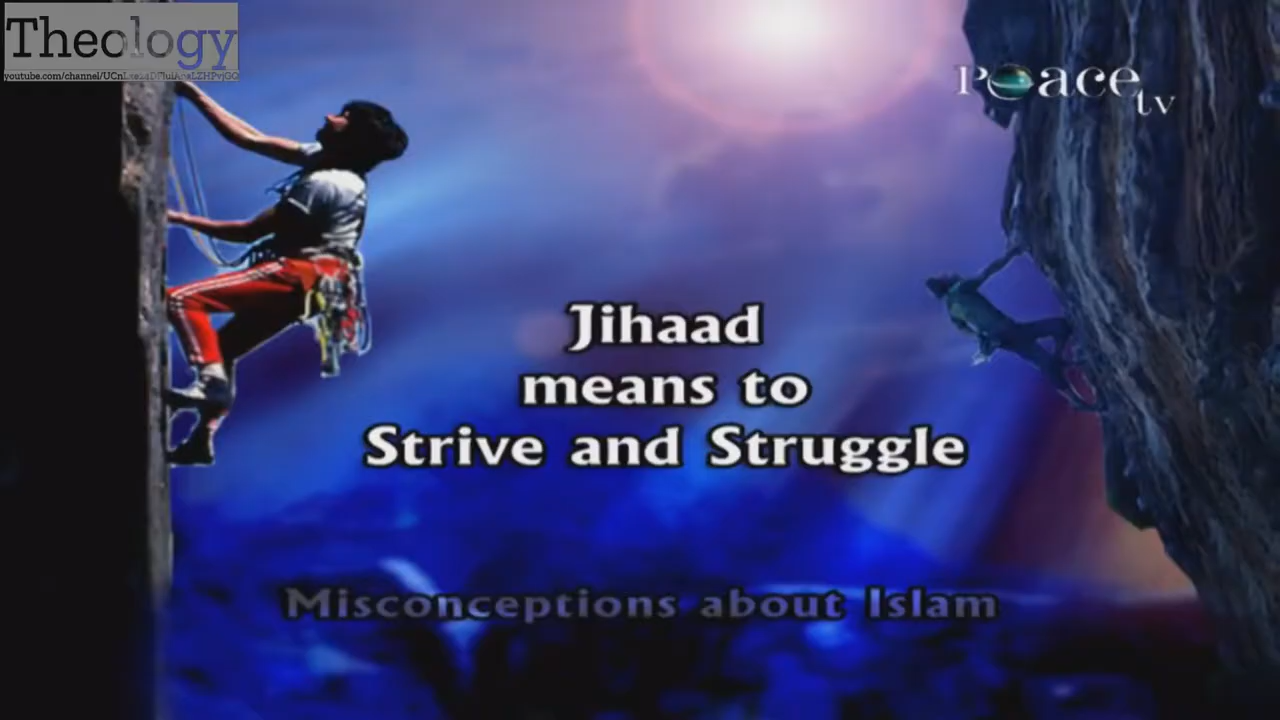 Theology
Peace tv
Jihaad
means to
Strive and Struggle
Misconceptions about Islam